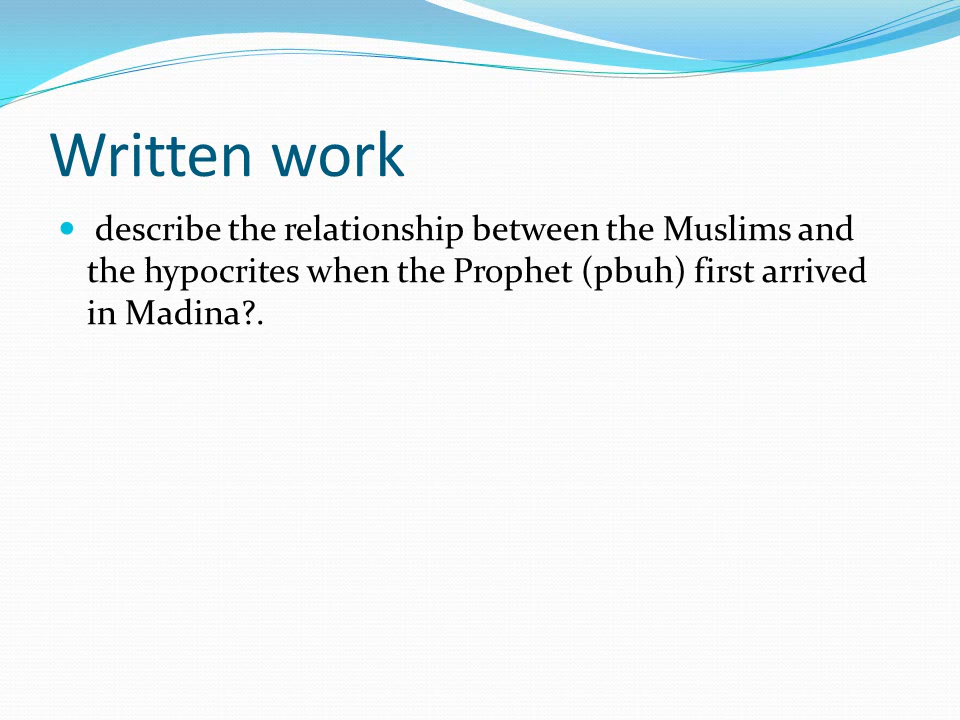 Written work
describe the relationship between the Muslims and
the hypocrites when the Prophet (pbuh) first arrived
in Madina?.